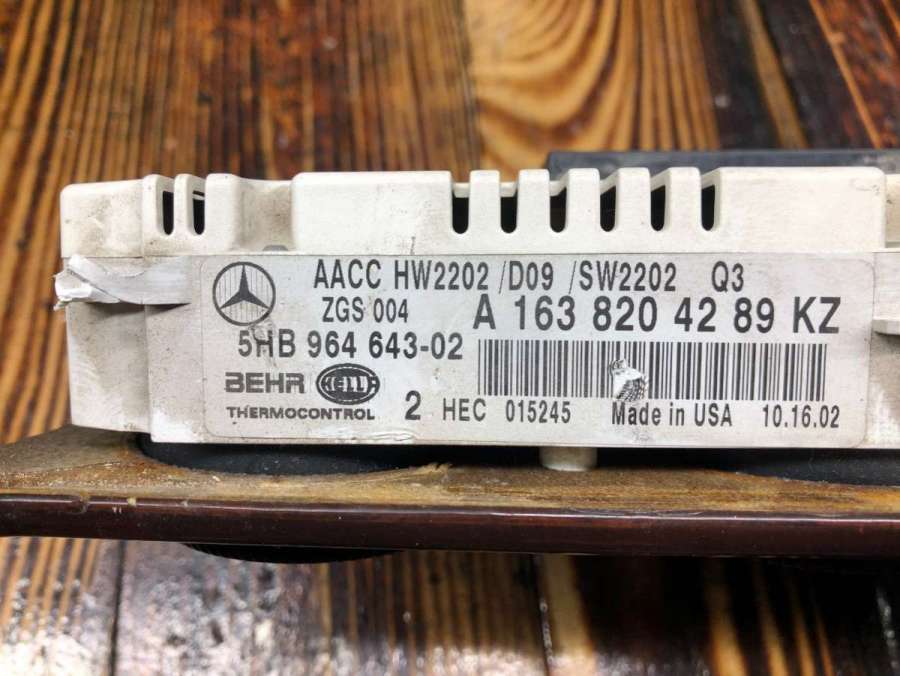 AACC HW2202 /D09 /SW2202 Q3
ZGS 004 A 163 820 42 89 KZ
5HB 964 643-02
BEHR HELLA
THERMOCONTROL 2 HEC 015245 Made in USA 10.16.02